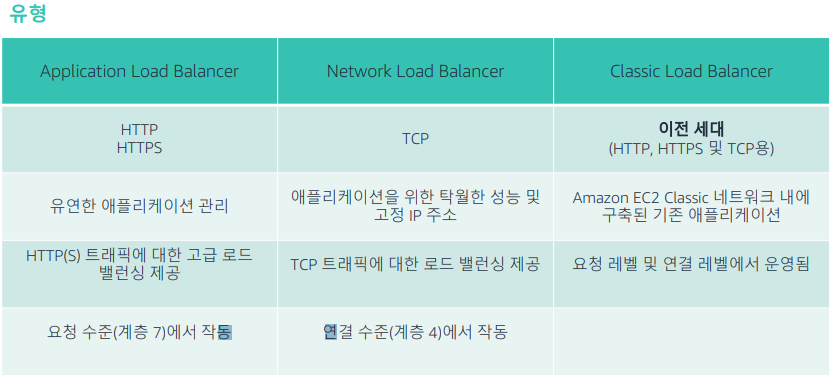 유형
Application Load Balancer
Network Load Balancer
Classic Load Balancer
HTTP
HTTPS
TCP
이전 세대
(HTTP, HTTPS 및 TCP용)
유연한 애플리케이션 관리
애플리케이션을 위한 탁월한 성능 및
고정 IP 주소
Amazon EC2 Classic 네트워크 내에
구축된 기존 애플리케이션
HTTP(S) 트래픽에 대한 고급 로드
밸런싱 제공
TCP 트래픽에 대한 로드 밸런싱 제공
요청 레벨 및 연결 레벨에서 운영됨
요청 수준(계층 7)에서 작동
연결 수준(계층 4)에서 작동